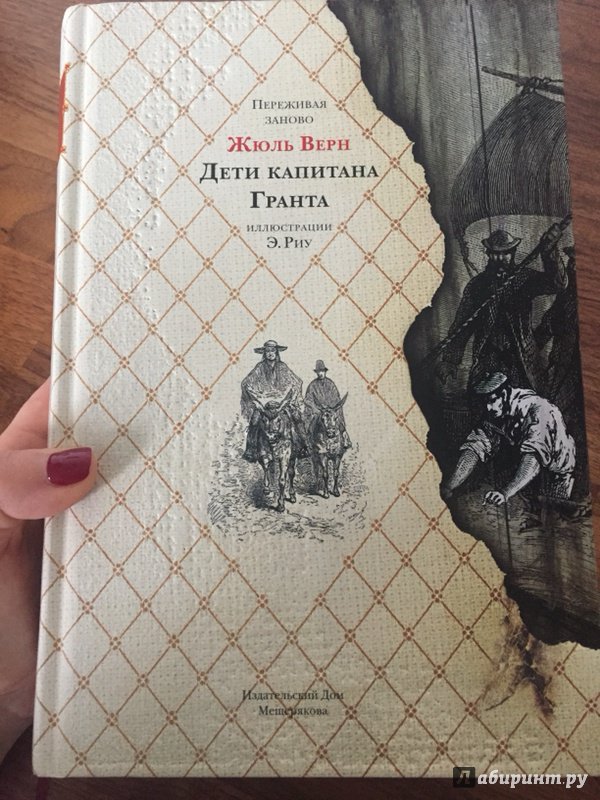 Переживая
заново
Жюль Верн
Дети капитана
Гранта
иллюстрации
Э. Риу
Издательский Дом
Мещерякова
Лабиринт.ру